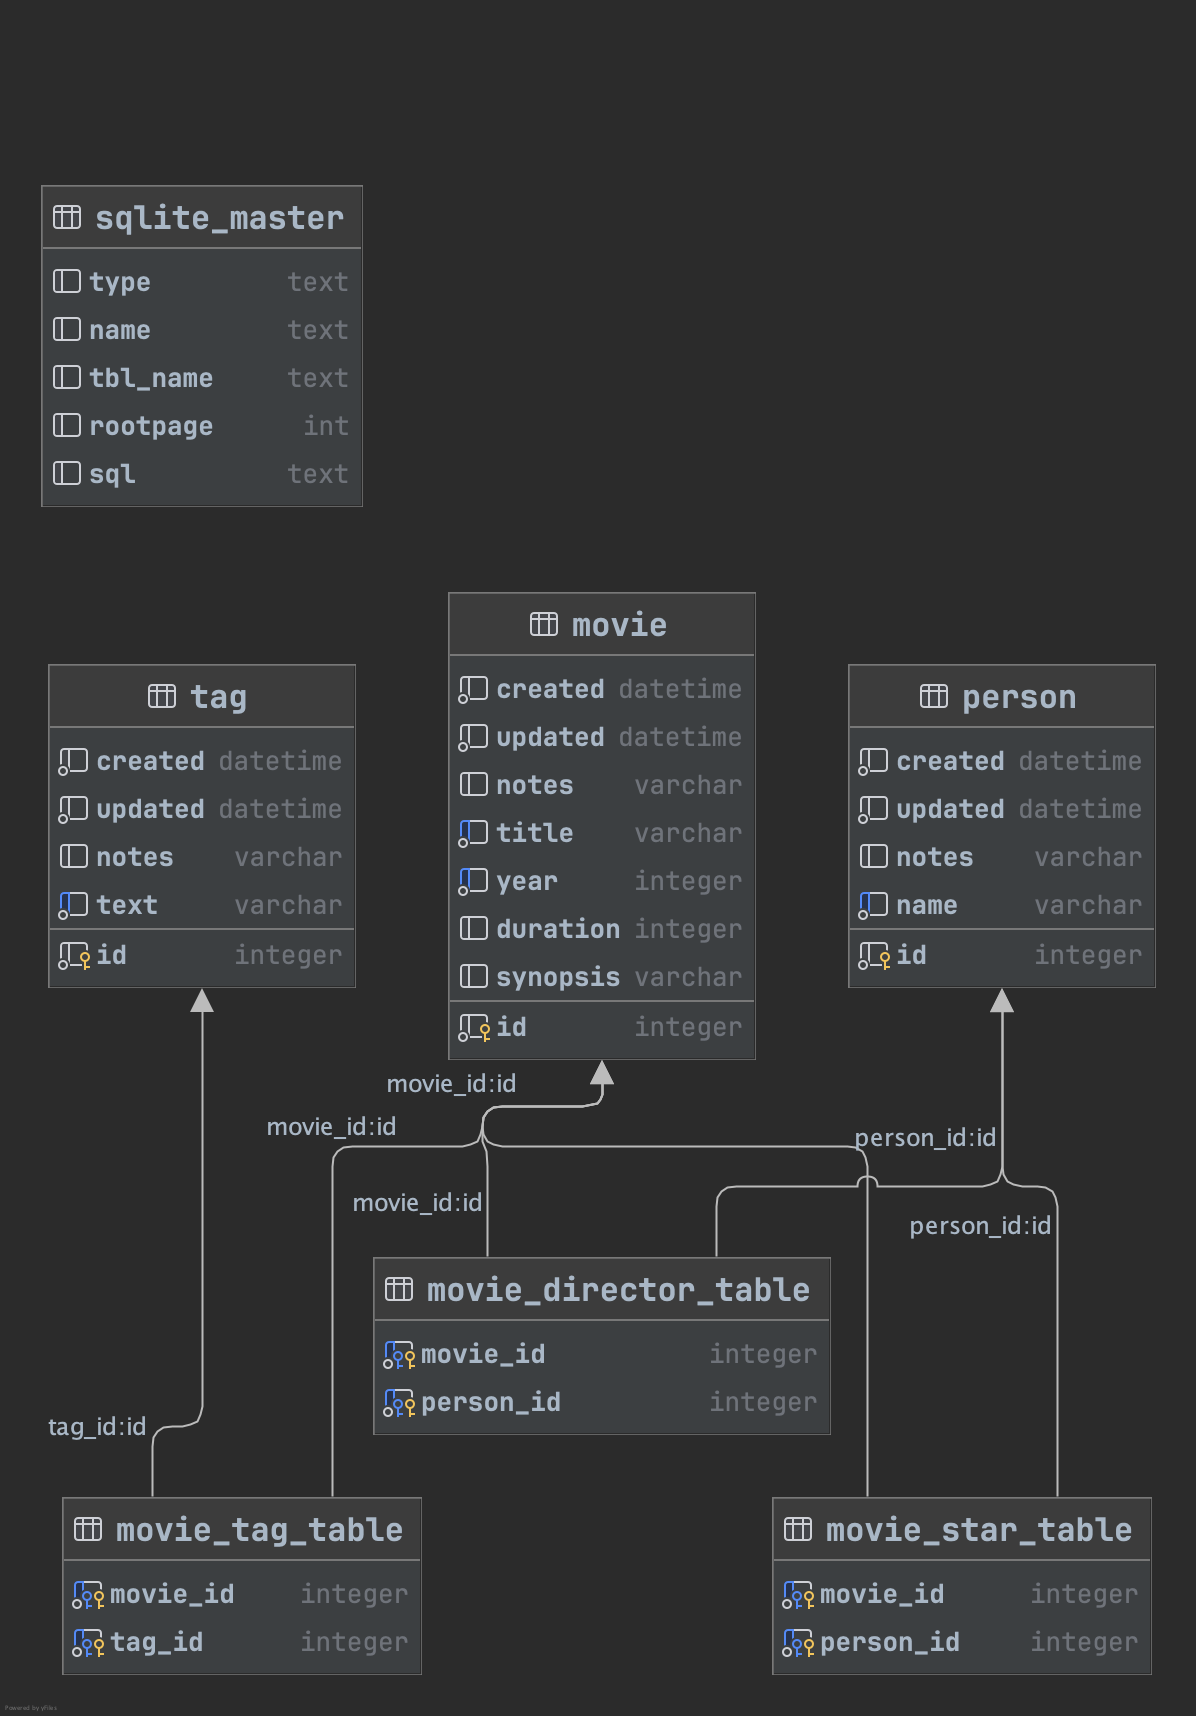 sqlite_master
type text
name text
tbl_name text
rootpage int
sql text
movie
created datetime
updated datetime
notes varchar
title varchar
year integer
duration integer
synopsis varchar
id integer
tag
created datetime
updated datetime
notes varchar
text varchar
id integer
person
created datetime
updated datetime
notes varchar
name varchar
id integer
movie_id:id
movie_id:id
person_id:id
movie_id:id
person_id:id
movie_director_table
movie_id integer
person_id integer
tag_id:id
movie_tag_table
movie_id integer
tag_id integer
movie_star_table
movie_id integer
person_id integer
Powered by yFiles